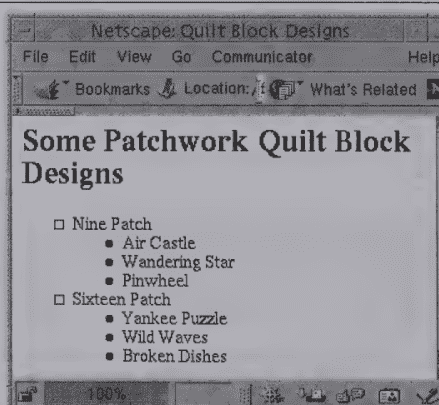 Netscape: Quilt Block Designs
File Edit View Go Communicator Help
Bookmarks Location: What's Related
Some Patchwork Quilt Block
Designs
Nine Patch
Air Castle
Wandering Star
Pinwheel
Sixteen Patch
Yankee Puzzle
Wild Waves
Broken Dishes
100%